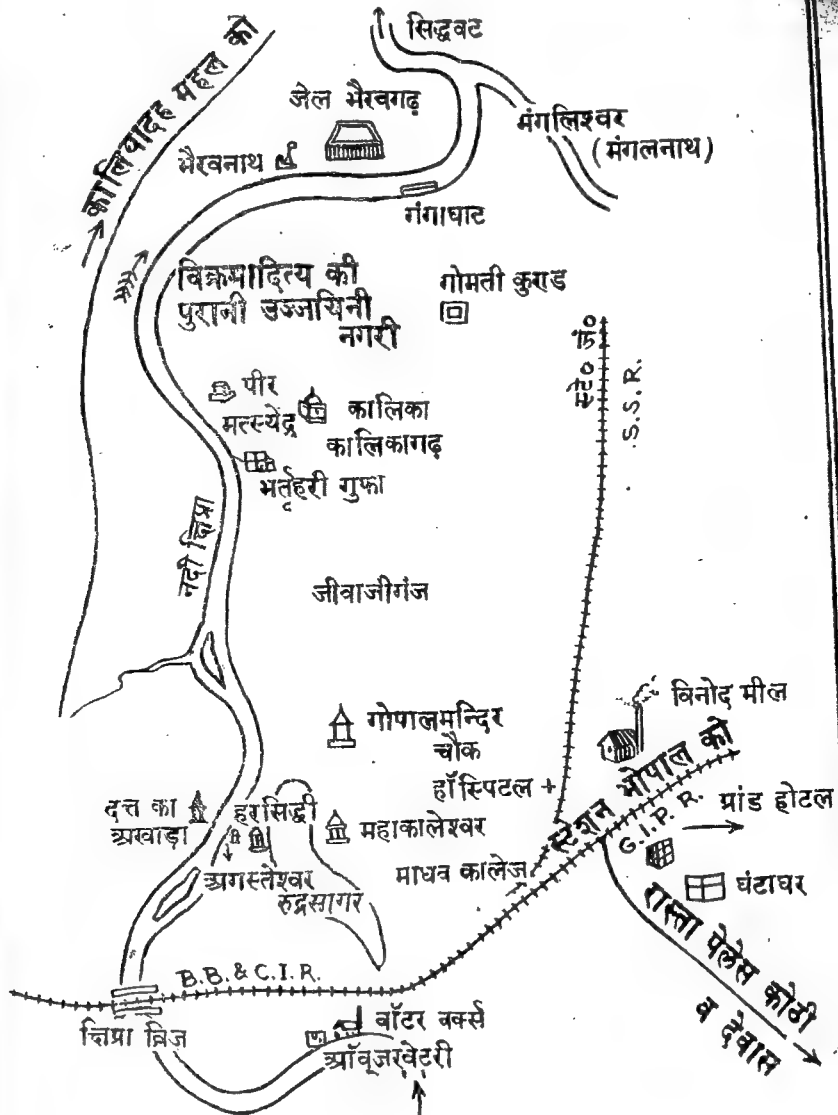 सिद्धवट
कालियादह महल को
जेल भैरवगढ़
मंगलिश्वर
(मंगलनाथ)
भैरवनाथ
गंगाघाट
विक्रमादित्य की
पुरानी उज्जयिनी
नगरी
गोमती कुण्ड
S.S.R.
पीर
मत्स्येंद्र
कालिका
कालिकागढ़
भर्तृहरी गुफा
नदी क्षिप्रा
जीवाजीगंज
विनोद मील
गोपालमन्दिर
चौक
हॉस्पिटल +
स्टेशन भोपाल को
G.I.P.R.
ग्रांड होटल
दत्त का
अखाड़ा
हरसिद्धी
महाकालेश्वर
अगस्तेश्वर
रुद्रसागर
माधव कालेज
घंटाघर
रास्ता पेलेस कोठी
व देवास
B.B.& C.I.R.
क्षिप्रा ब्रिज
वॉटर वर्क्स
ऑब्जरवेटरी